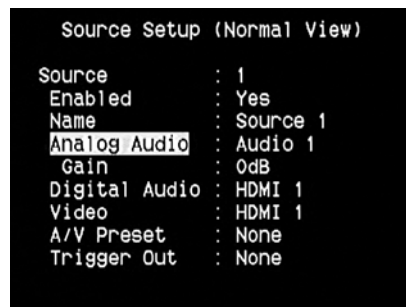 Source Setup (Normal View)
Source : 1
Enabled : Yes
Name : Source 1
Analog Audio : Audio 1
Gain : 0dB
Digital Audio : HDMI 1
Video : HDMI 1
A/V Preset : None
Trigger Out : None